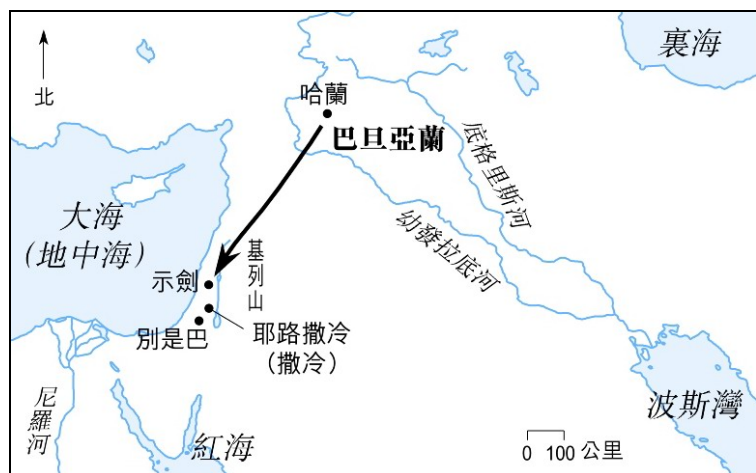 北
裏海
哈蘭
巴旦亞蘭
底格里斯河
大海
(地中海)
幼發拉底河
基列山
示劍
別是巴
耶路撒冷
(撒冷)
尼羅河
紅海
波斯灣
0 100 公里